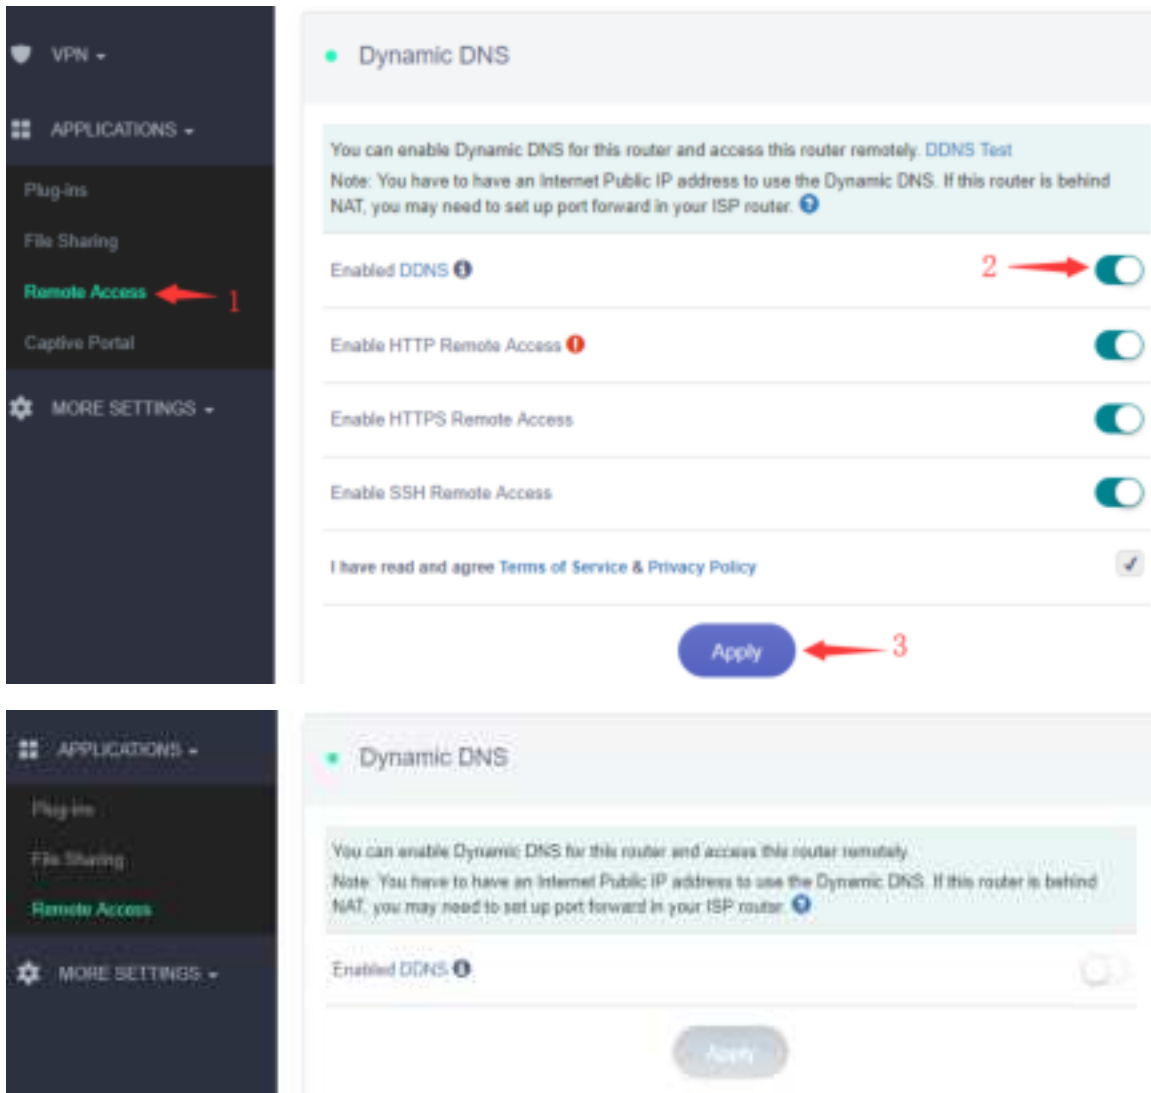 VPN
APPLICATIONS
Plug-ins
File Sharing
Remote Access
1
Captive Portal
MORE SETTINGS
Dynamic DNS
You can enable Dynamic DNS for this router and access this router remotely. DDNS Test
Note: You have to have an Internet Public IP address to use the Dynamic DNS. If this router is behind
NAT, you may need to set up port forward in your ISP router.
Enabled DDNS
2
Enable HTTP Remote Access
Enable HTTPS Remote Access
Enable SSH Remote Access
I have read and agree Terms of Service & Privacy Policy
Apply
3
APPLICATIONS
Plug-ins
File Sharing
Remote Access
MORE SETTINGS
Dynamic DNS
You can enable Dynamic DNS for this router and access this router remotely.
Note: You have to have an Internet Public IP address to use the Dynamic DNS. If this router is behind
NAT, you may need to set up port forward in your ISP router.
Enabled DDNS
Apply